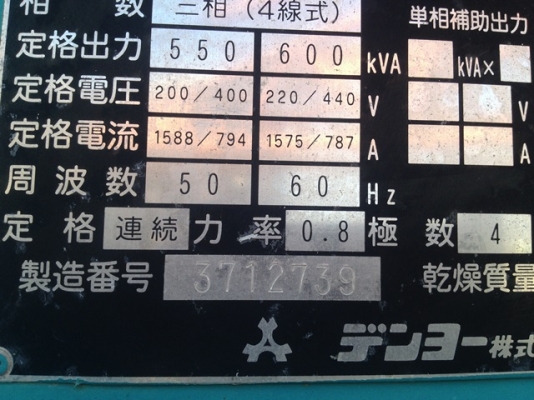 相 数 三相（4線式） 単相補助出力
定格出力 550 600 kVA kVA×
定格電圧 200/400 220/440 V V
定格電流 1588/794 1575/787 A A
周波数 50 60 Hz
定格 連続 力率 0.8 極数 4
製造番号 3712739 乾燥質量
デンヨー株式